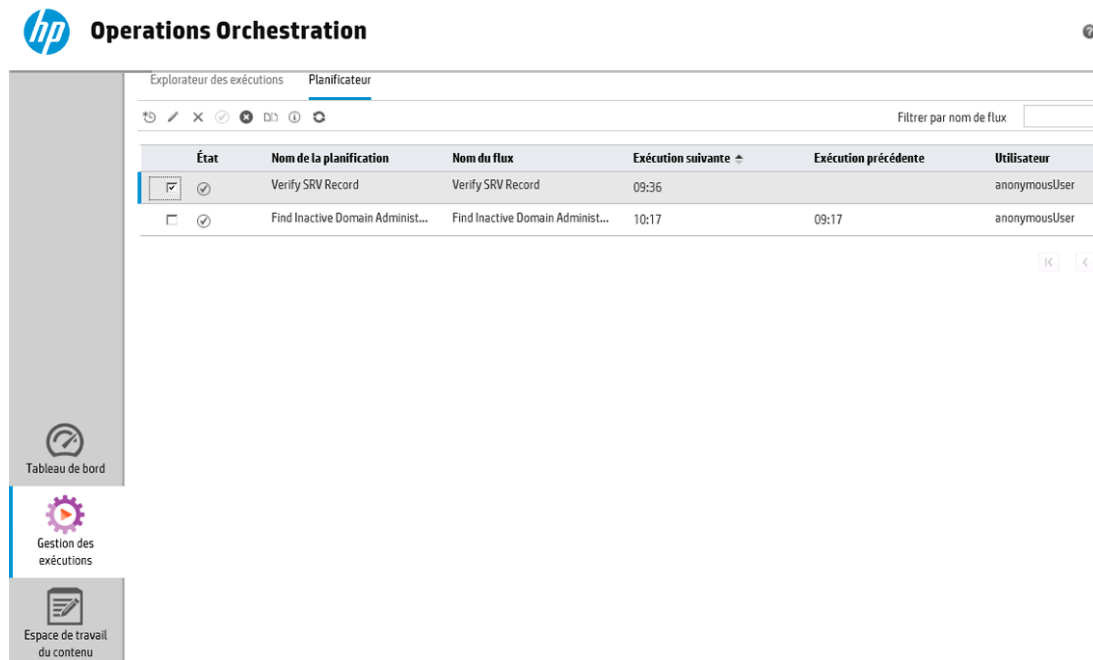 hp Operations Orchestration
Explorateur des exécutions Planificateur
Filtrer par nom de flux
État Nom de la planification Nom du flux Exécution suivante Exécution précédente Utilisateur
Verify SRV Record Verify SRV Record 09:36 anonymousUser
Find Inactive Domain Administ... Find Inactive Domain Administ... 10:17 09:17 anonymousUser
Tableau de bord
Gestion des
exécutions
Espace de travail
du contenu